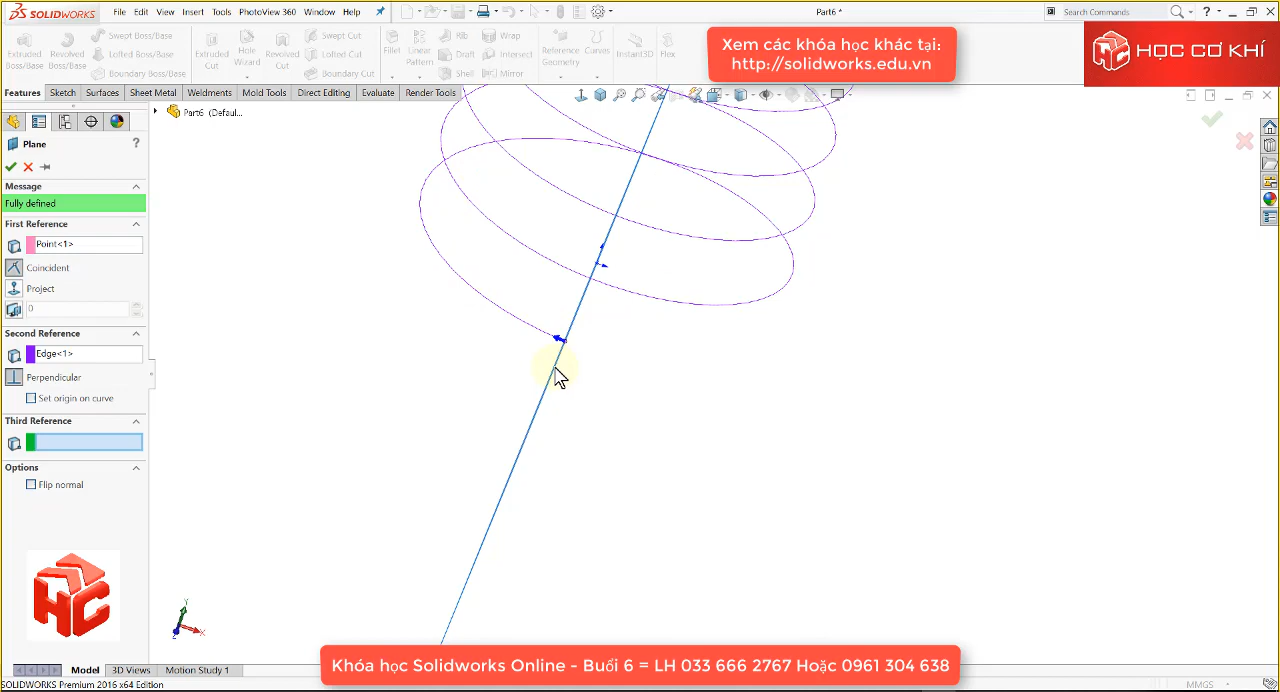 SOLIDWORKS File Edit View Insert Tools PhotoView 360 Window Help Part6 * Search Commands
Extruded Boss/Base Revolved Boss/Base Swept Boss/Base Lofted Boss/Base Boundary Boss/Base Extruded Cut Hole Wizard Revolved Cut Swept Cut Lofted Cut Boundary Cut Fillet Linear Pattern Rib Draft Shell Wrap Intersect Mirror Reference Geometry Curves Instant3D Flex
Xem các khóa học khác tại:
http://solidworks.edu.vn
HC HỌC CƠ KHÍ
Features Sketch Surfaces Sheet Metal Weldments Mold Tools Direct Editing Evaluate Render Tools
Part6 (Defaul...
Plane ?
Message
Fully defined
First Reference
Point<1>
Coincident
Project
0
Second Reference
Edge<1>
Perpendicular
Set origin on curve
Third Reference
Options
Flip normal
HC
Y
X
Z
Model 3D Views Motion Study 1
Khóa học Solidworks Online - Buổi 6 = LH 033 666 2767 Hoặc 0961 304 638
SOLIDWORKS Premium 2016 x64 Edition MMGS